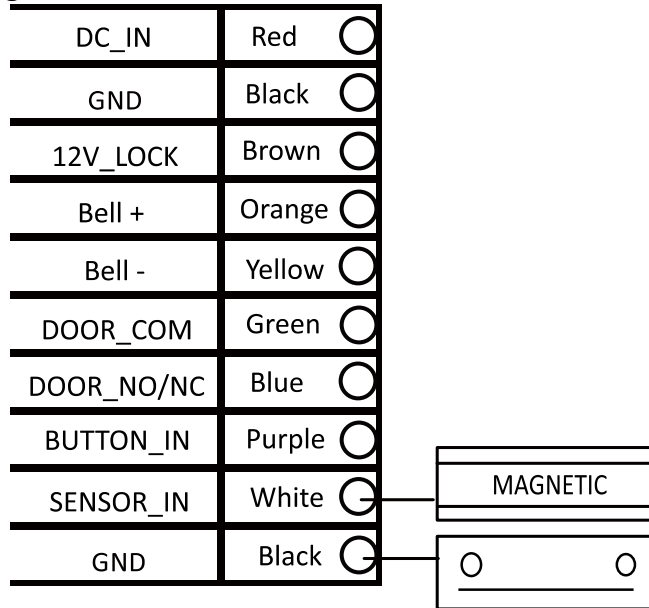 DC_IN Red
GND Black
12V_LOCK Brown
Bell + Orange
Bell - Yellow
DOOR_COM Green
DOOR_NO/NC Blue
BUTTON_IN Purple
SENSOR_IN White MAGNETIC
GND Black